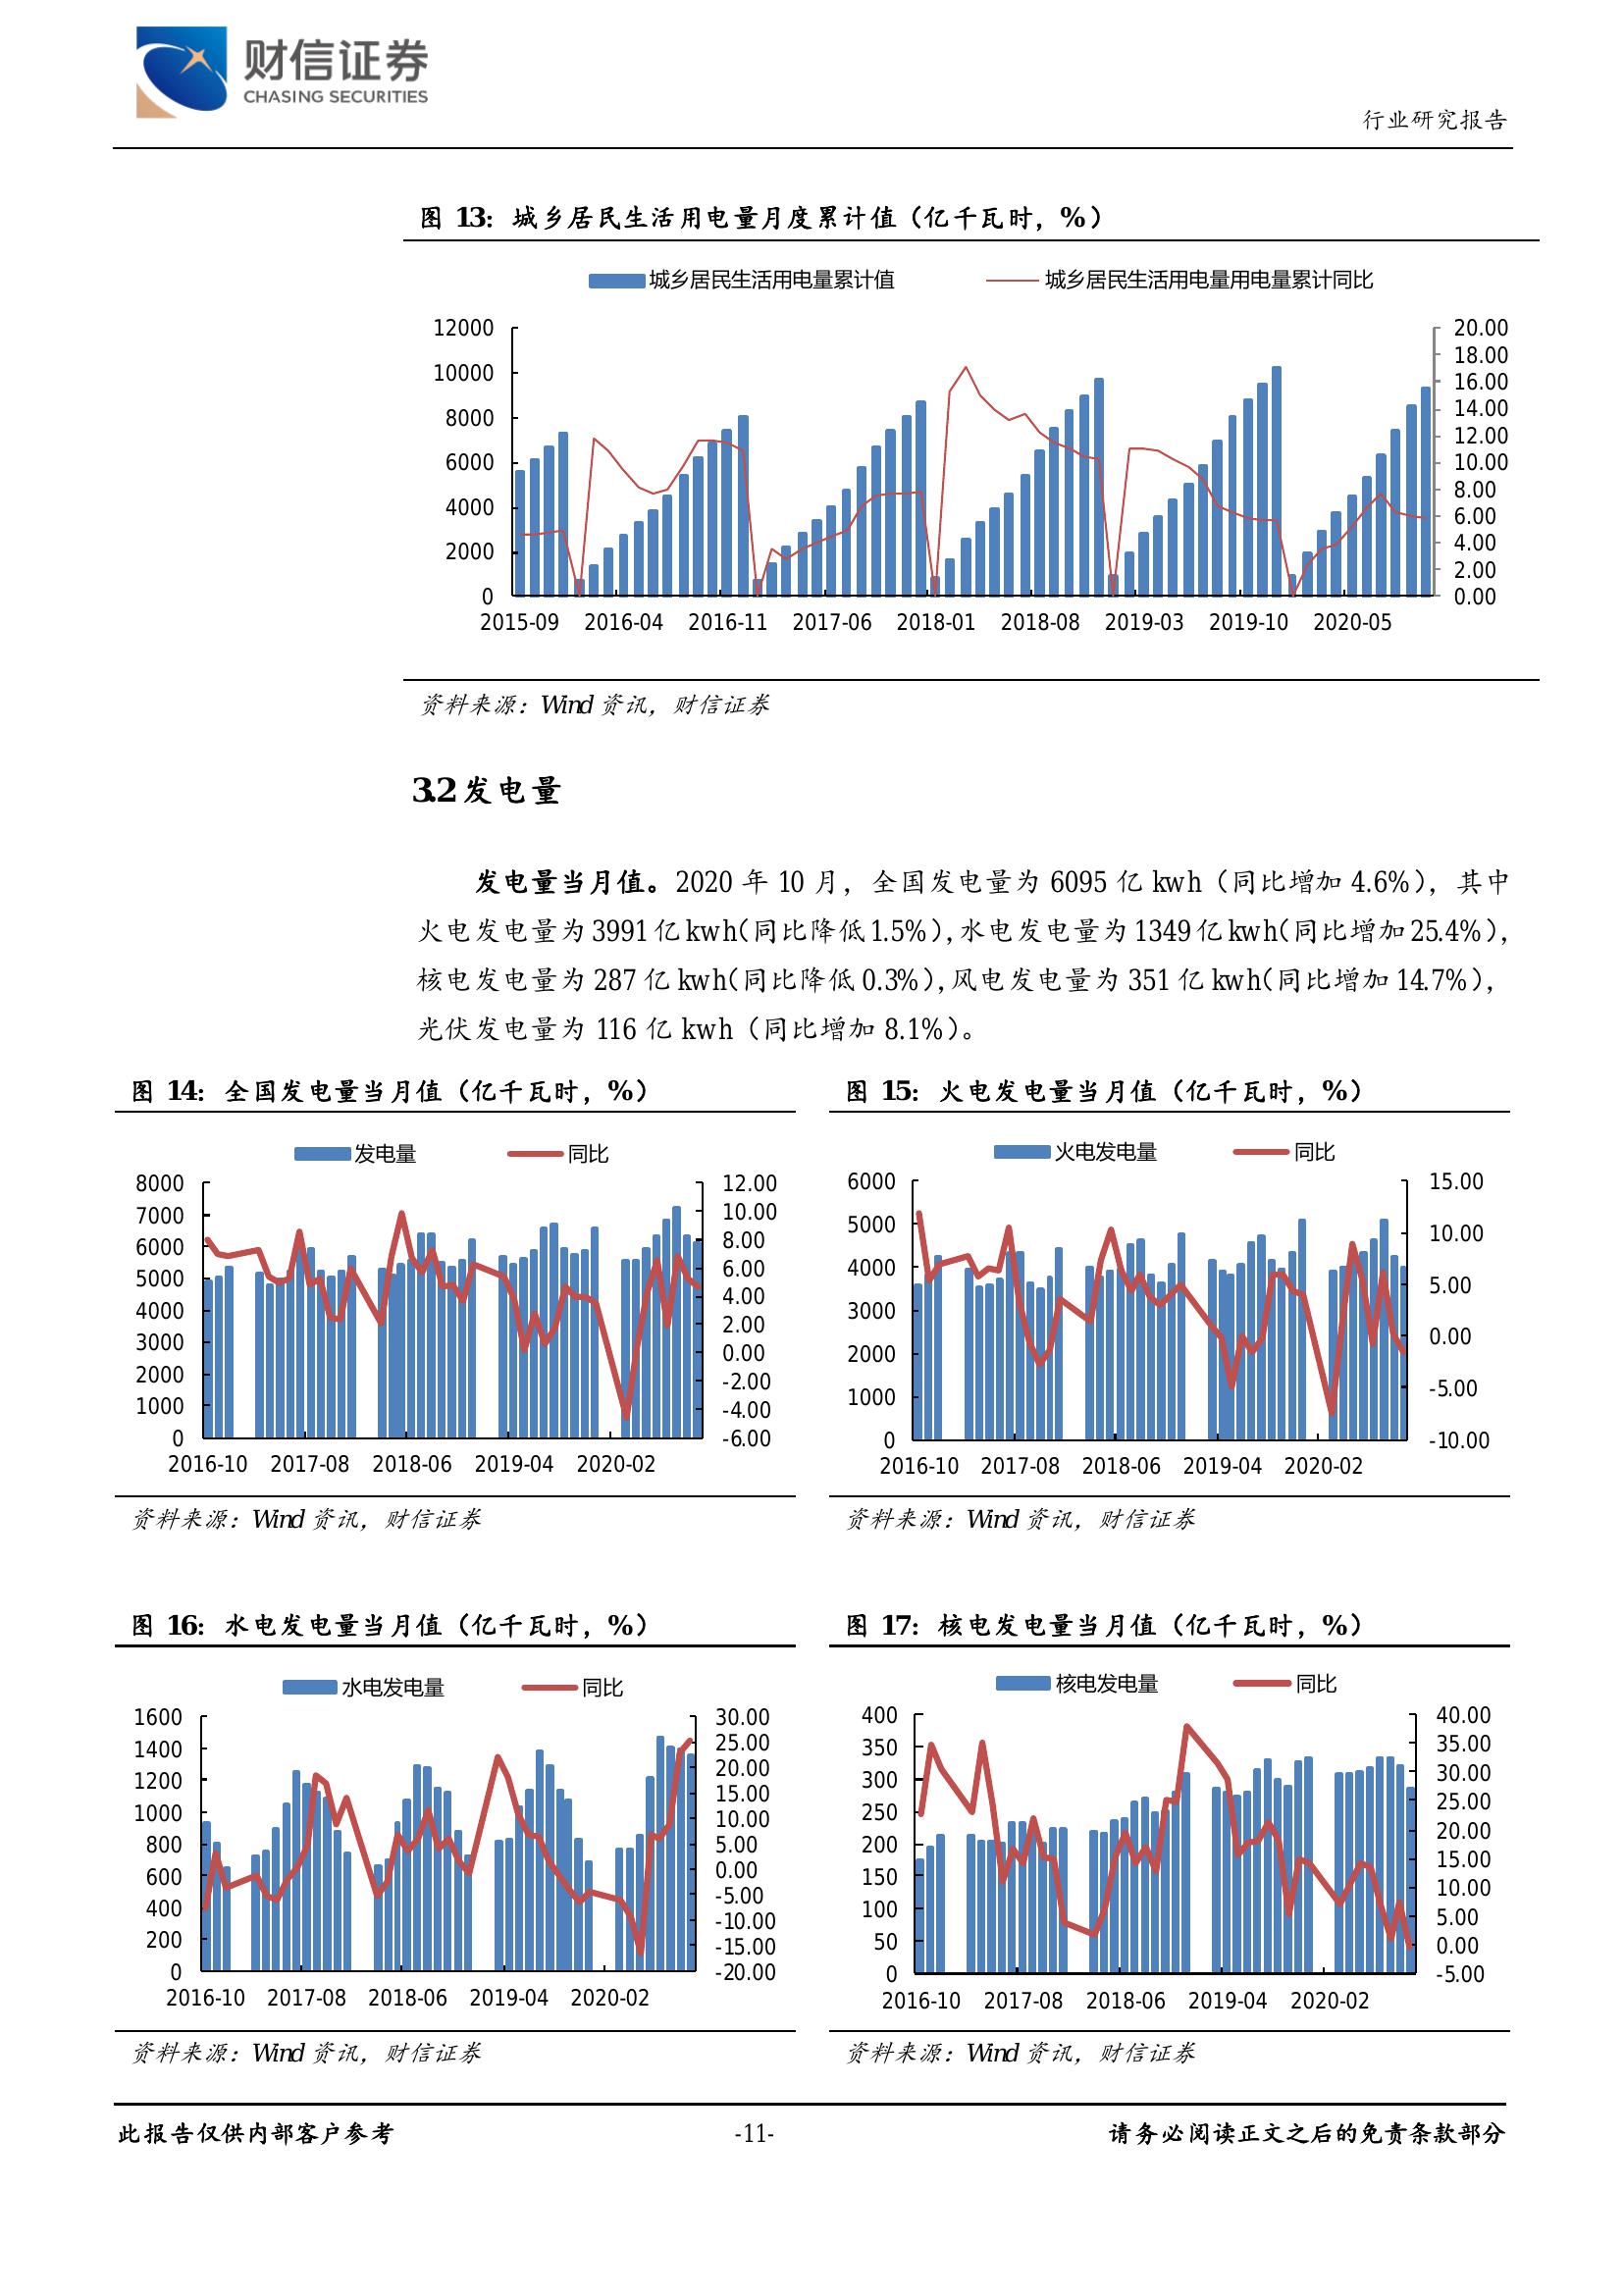 财信证券
CHASING SECURITIES
行业研究报告
图 13：城乡居民生活用电量月度累计值（亿千瓦时，%）
城乡居民生活用电量累计值 城乡居民生活用电量用电量累计同比
12000 20.00
18.00
10000 16.00
8000 14.00
12.00
6000 10.00
4000 8.00
6.00
2000 4.00
2.00
0 0.00
2015-09 2016-04 2016-11 2017-06 2018-01 2018-08 2019-03 2019-10 2020-05
资料来源：Wind 资讯，财信证券
3.2 发电量
发电量当月值。2020 年 10 月，全国发电量为 6095 亿 kwh（同比增加 4.6%），其中
火电发电量为 3991 亿 kwh（同比降低 1.5%），水电发电量为 1349 亿 kwh（同比增加 25.4%），
核电发电量为 287 亿 kwh（同比降低 0.3%），风电发电量为 351 亿 kwh（同比增加 14.7%），
光伏发电量为 116 亿 kwh（同比增加 8.1%）。
图 14：全国发电量当月值（亿千瓦时，%）
发电量 同比
8000 12.00
7000 10.00
6000 8.00
5000 6.00
4000 4.00
3000 2.00
2000 0.00
1000 -2.00
0 -4.00
-6.00
2016-10 2017-08 2018-06 2019-04 2020-02
资料来源：Wind 资讯，财信证券
图 15：火电发电量当月值（亿千瓦时，%）
火电发电量 同比
6000 15.00
5000 10.00
4000 5.00
3000 0.00
2000 -5.00
1000 -10.00
0
2016-10 2017-08 2018-06 2019-04 2020-02
资料来源：Wind 资讯，财信证券
图 16：水电发电量当月值（亿千瓦时，%）
水电发电量 同比
1600 30.00
1400 25.00
1200 20.00
1000 15.00
800 10.00
600 5.00
400 0.00
200 -5.00
0 -10.00
-15.00
-20.00
2016-10 2017-08 2018-06 2019-04 2020-02
资料来源：Wind 资讯，财信证券
图 17：核电发电量当月值（亿千瓦时，%）
核电发电量 同比
400 40.00
350 35.00
300 30.00
250 25.00
200 20.00
150 15.00
100 10.00
50 5.00
0 0.00
-5.00
2016-10 2017-08 2018-06 2019-04 2020-02
资料来源：Wind 资讯，财信证券
此报告仅供内部客户参考 -11- 请务必阅读正文之后的免责条款部分